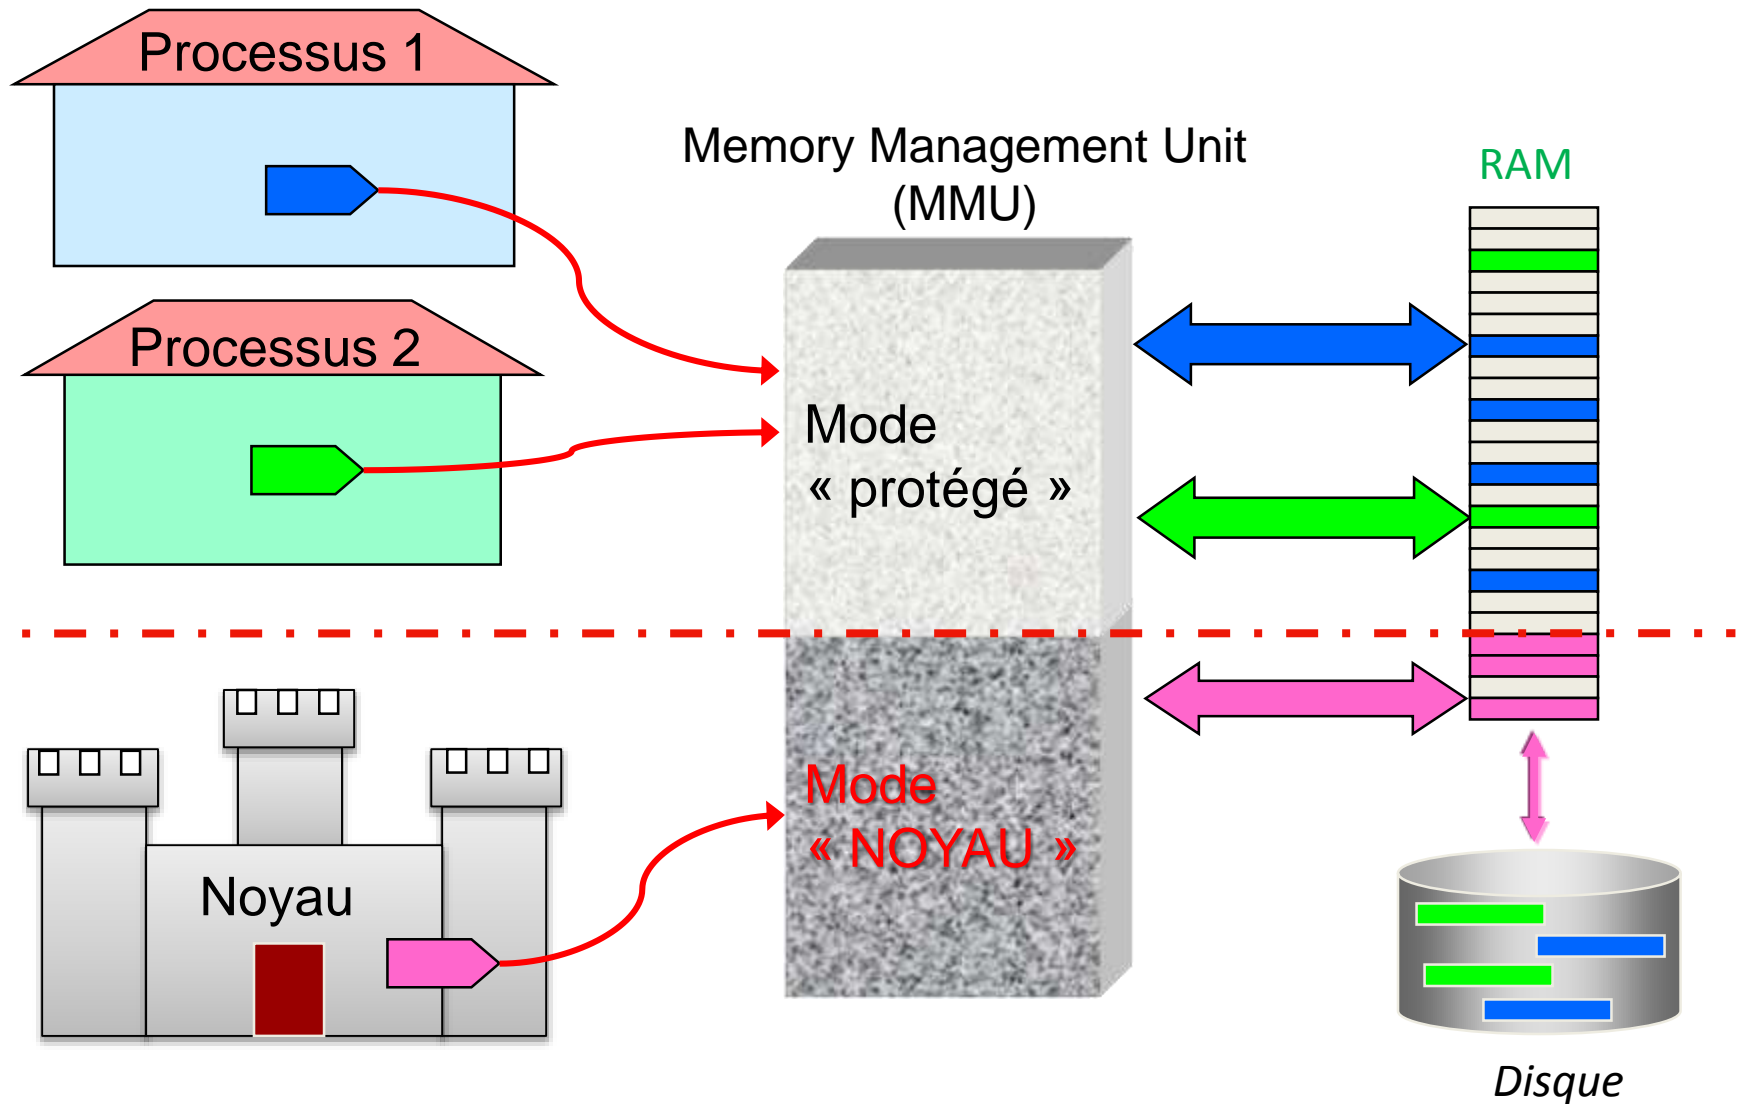 Processus 1
Memory Management Unit
(MMU)
RAM
Processus 2
Mode
« protégé »
Mode
« NOYAU »
Noyau
Disque